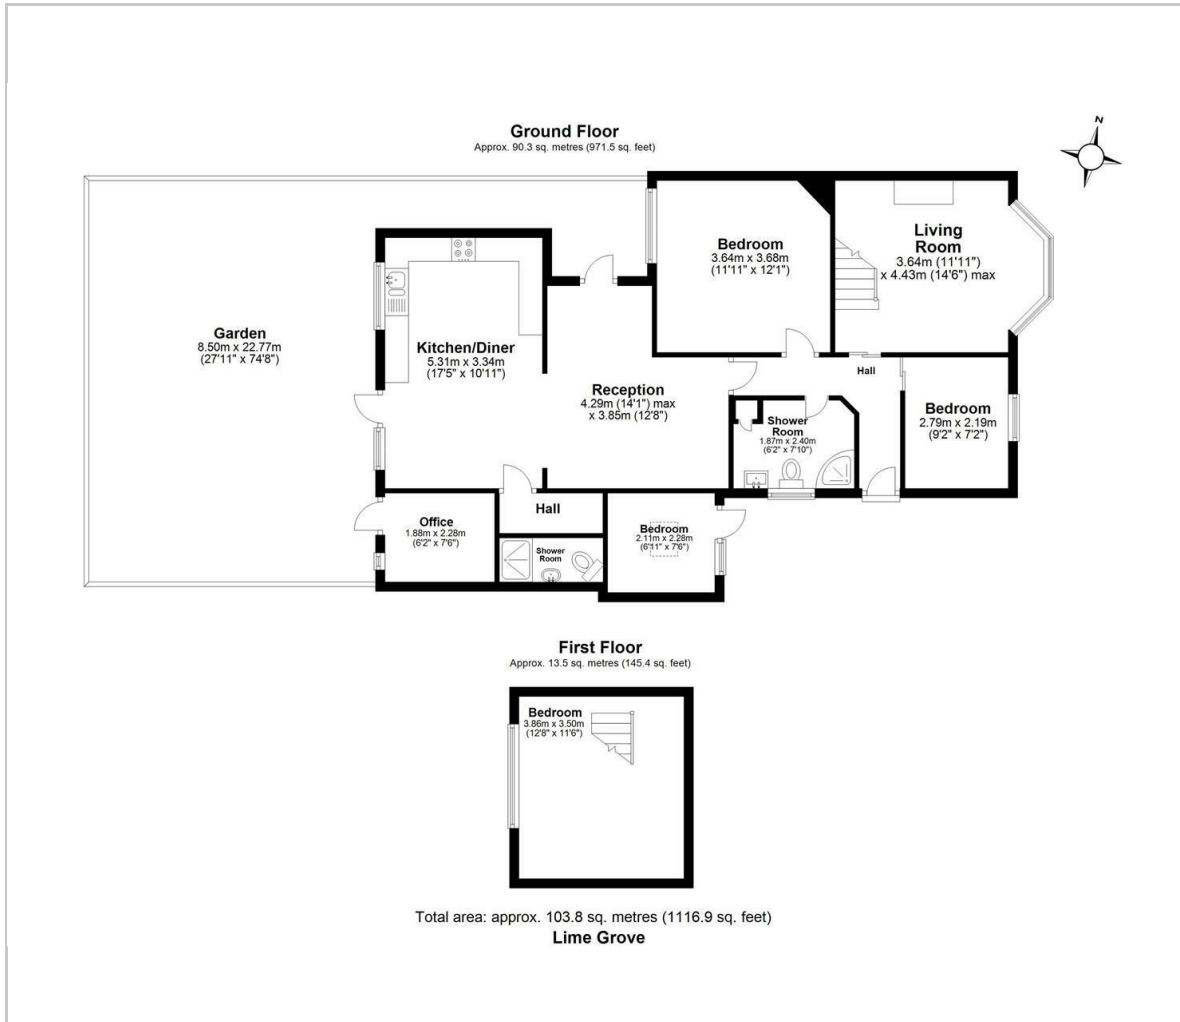 Ground Floor
Approx. 90.3 sq. metres (971.5 sq. feet)
N
Bedroom
3.64m x 3.68m
(11'11" x 12'1")
Living
Room
3.64m (11'11")
x 4.43m (14'6") max
Garden
8.50m x 22.77m
(27'11" x 74'8")
Kitchen/Diner
5.31m x 3.34m
(17'5" x 10'11")
Reception
4.29m (14'1") max
x 3.85m (12'8")
Hall
Bedroom
2.79m x 2.19m
(9'2" x 7'2")
Shower
Room
1.87m x 2.40m
(6'2" x 7'10")
Office
1.88m x 2.28m
(6'2" x 7'6")
Hall
Shower
Room
Bedroom
2.11m x 2.28m
(6'11" x 7'6")
First Floor
Approx. 13.5 sq. metres (145.4 sq. feet)
Bedroom
3.86m x 3.50m
(12'8" x 11'6")
Total area: approx. 103.8 sq. metres (1116.9 sq. feet)
Lime Grove